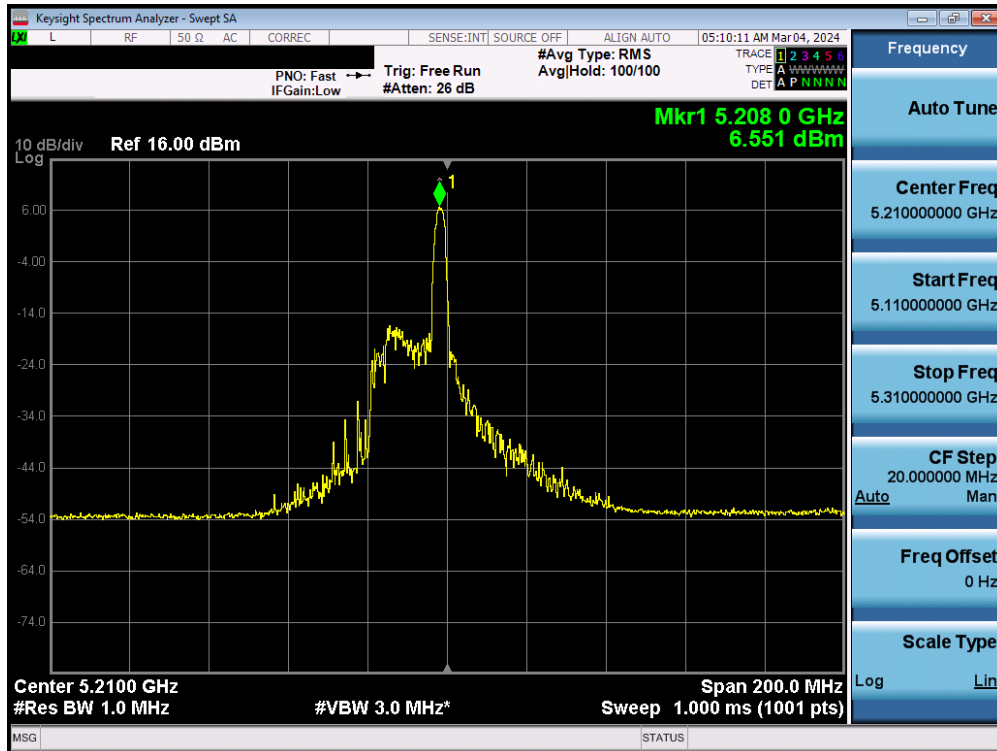 Keysight Spectrum Analyzer - Swept SA
LXI L RF 50 Ω AC CORREC SENSE:INT SOURCE OFF ALIGN AUTO 05:10:11 AM Mar 04, 2024
PNO: Fast Trig: Free Run #Avg Type: RMS TRACE 1 2 3 4 5 6
IFGain:Low #Atten: 26 dB Avg|Hold: 100/100 TYPE A WWWWW
DET A P N N N N
Mkr1 5.208 0 GHz
6.551 dBm
10 dB/div Ref 16.00 dBm
Log
1
6.00
-4.00
-14.0
-24.0
-34.0
-44.0
-54.0
-64.0
-74.0
Center 5.2100 GHz Span 200.0 MHz
#Res BW 1.0 MHz #VBW 3.0 MHz* Sweep 1.000 ms (1001 pts)
MSG STATUS
Frequency
Auto Tune
Center Freq
5.210000000 GHz
Start Freq
5.110000000 GHz
Stop Freq
5.310000000 GHz
CF Step
20.000000 MHz
Auto Man
Freq Offset
0 Hz
Scale Type
Log Lin